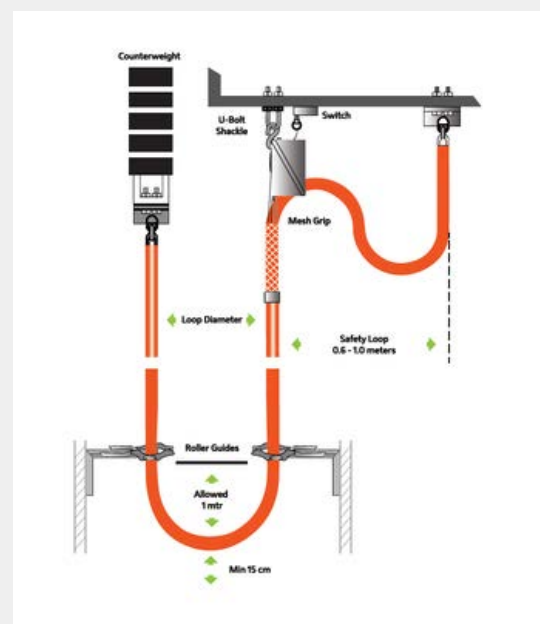 Counterweight
U-Bolt
Shackle
Switch
Mesh Grip
Loop Diameter
Safety Loop
0.6 - 1.0 meters
Roller Guides
Allowed
1 mtr
Min 15 cm